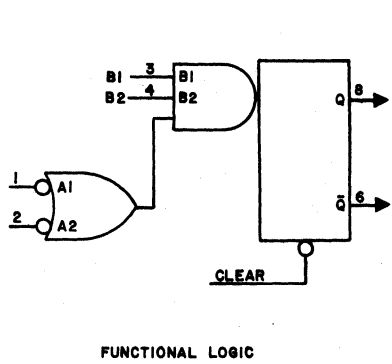 B1 3 B1
B2 4 B2
Q 8
1 A1
2 A2
Q̅ 6
CLEAR
FUNCTIONAL LOGIC